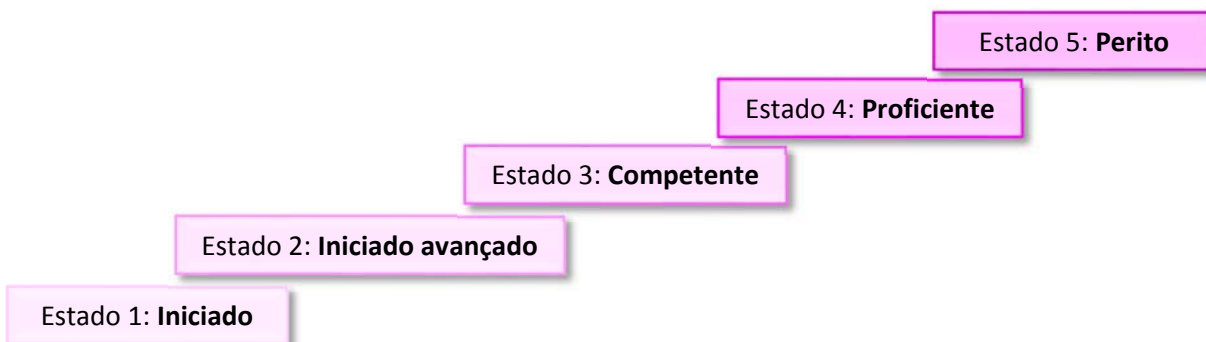 Estado 5: Perito
Estado 4: Proficiente
Estado 3: Competente
Estado 2: Iniciado avançado
Estado 1: Iniciado